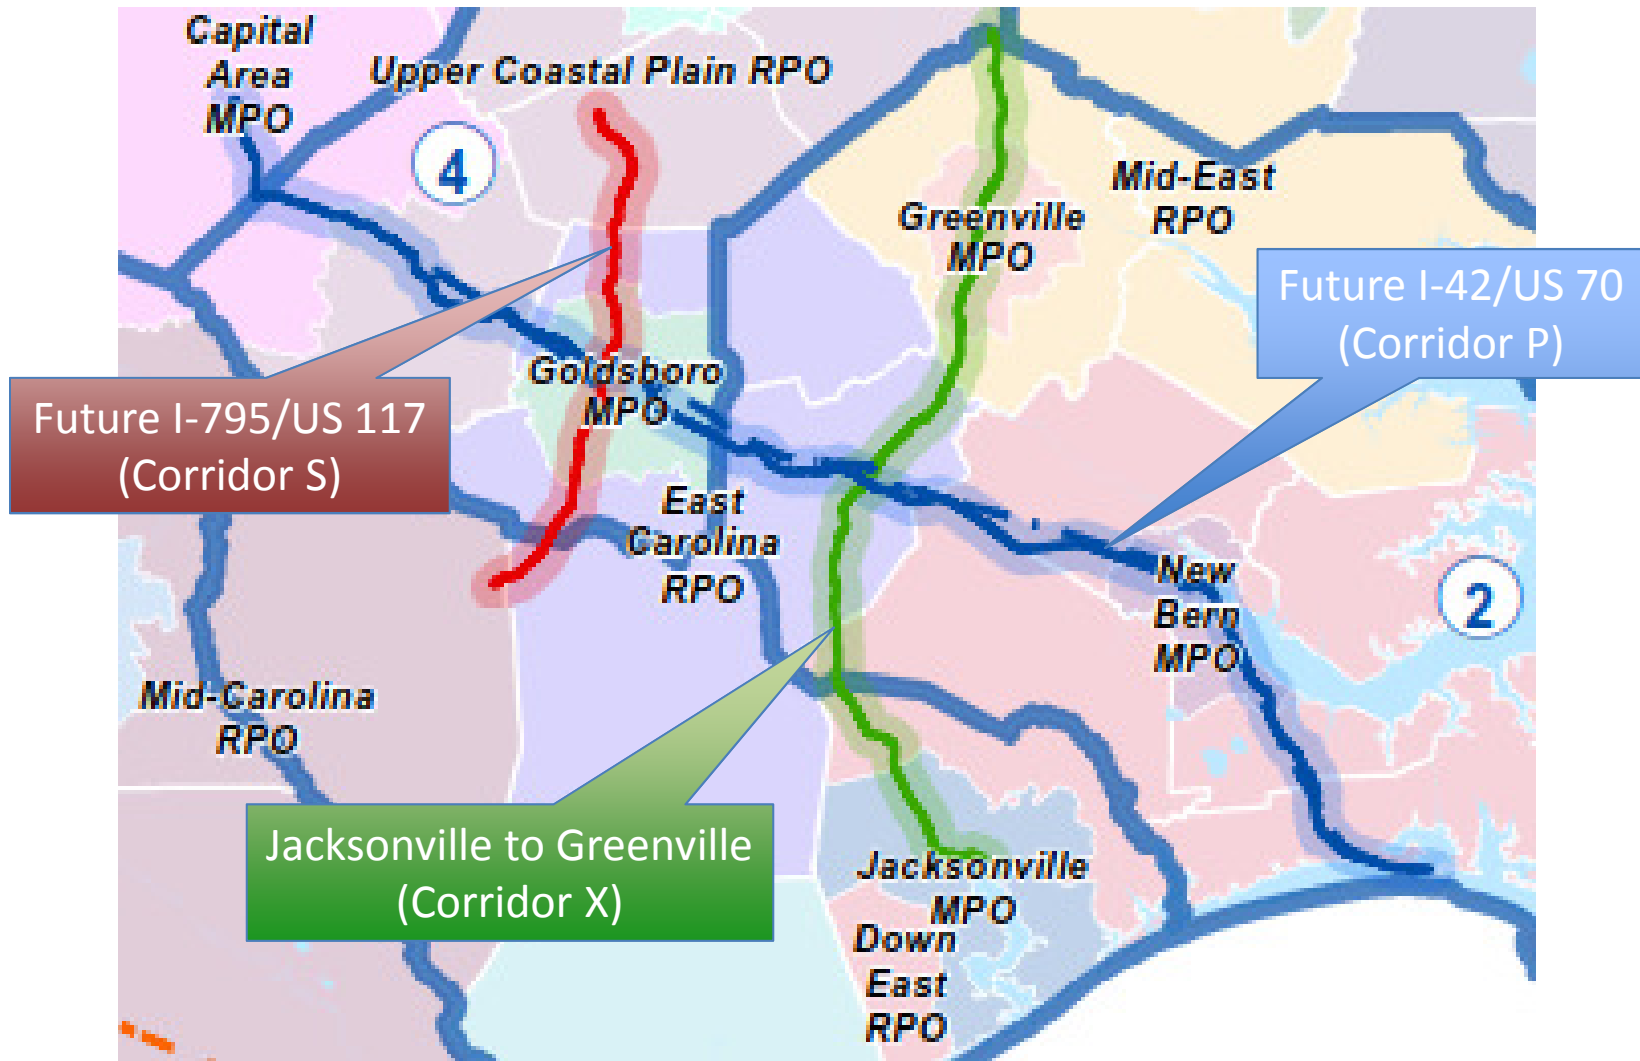 Capital
Area
MPO
Upper Coastal Plain RPO
4
Mid-East
RPO
Greenville
MPO
Future I-42/US 70
(Corridor P)
Goldsboro
MPO
Future I-795/US 117
(Corridor S)
East
Carolina
RPO
New
Bern
MPO
2
Mid-Carolina
RPO
Jacksonville to Greenville
(Corridor X)
Jacksonville
MPO
Down
East
RPO